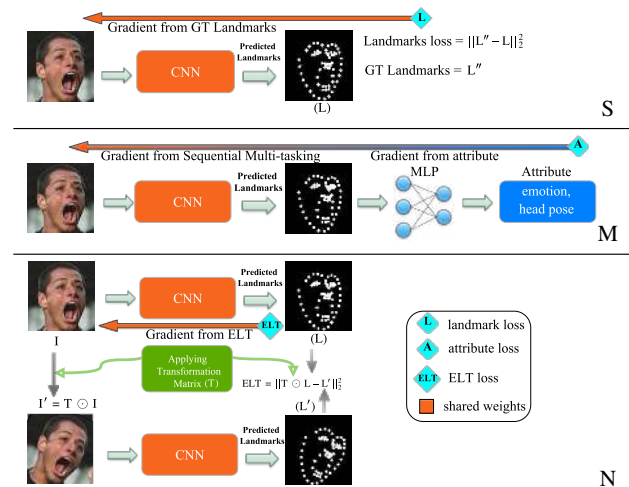 Gradient from GT Landmarks
L
Predicted
Landmarks
CNN
(L)
Landmarks loss = ||L″ − L||²₂
GT Landmarks = L″
S
A
Gradient from Sequential Multi-tasking
Gradient from attribute
Predicted
Landmarks
MLP
Attribute
CNN
emotion,
head pose
M
Predicted
Landmarks
CNN
ELT
Gradient from ELT
I
(L)
Applying
Transformation
Matrix (T)
ELT = ||T ⊙ L − L′||²₂
I′ = T ⊙ I
(L′)
Predicted
Landmarks
CNN
L landmark loss
A attribute loss
ELT ELT loss
shared weights
N